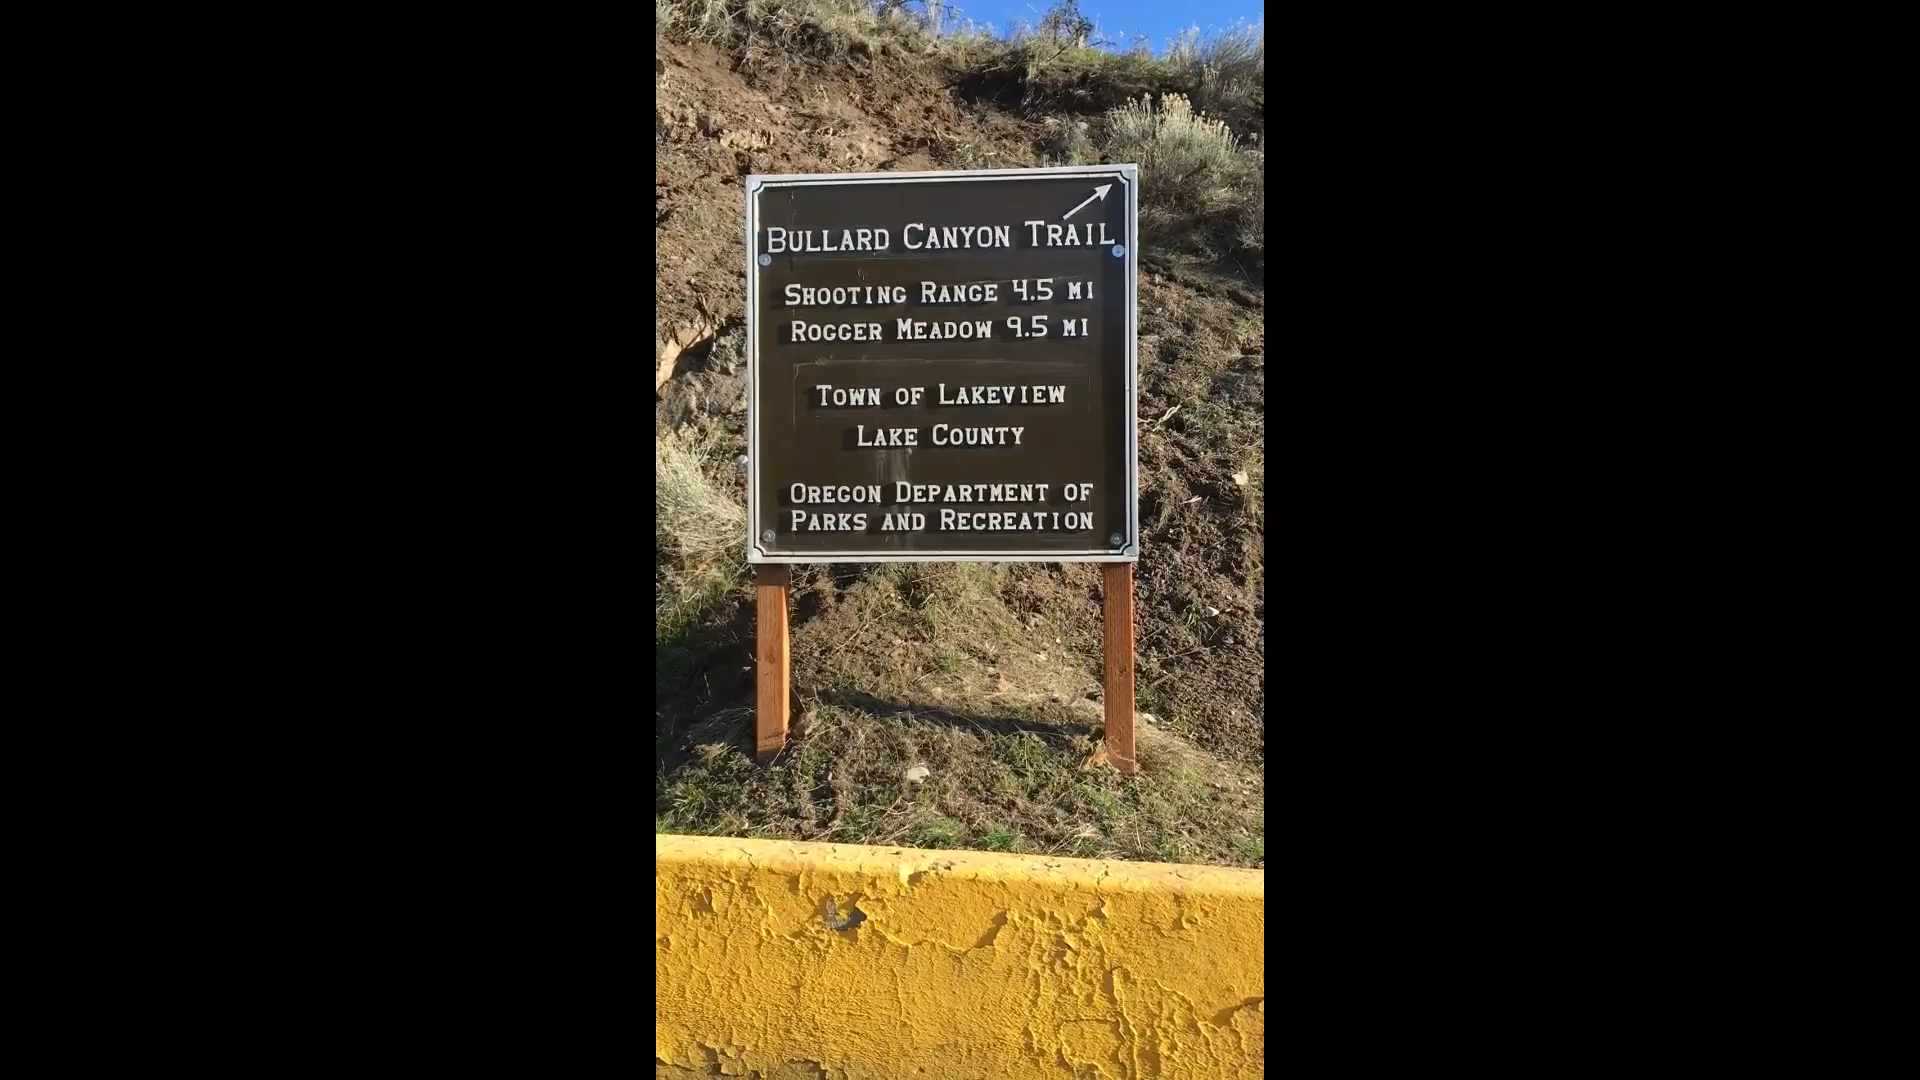 Bullard Canyon Trail
Shooting Range 4.5 mi
Rogger Meadow 9.5 mi
Town of Lakeview
Lake County
Oregon Department of
Parks and Recreation